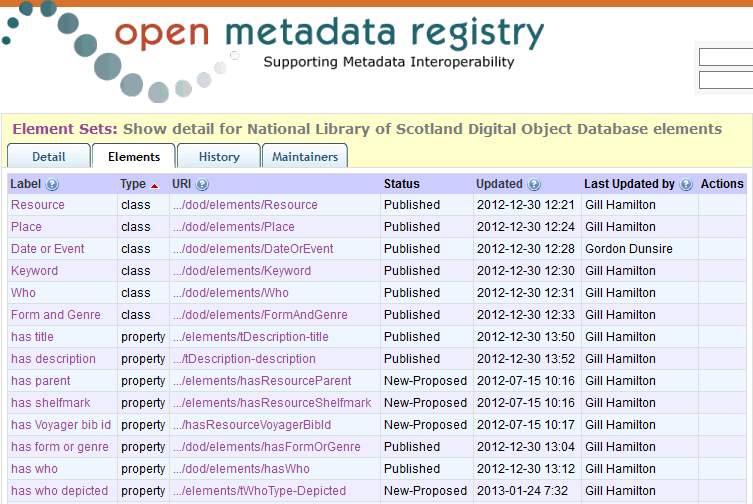 open metadata registry
Supporting Metadata Interoperability
Element Sets: Show detail for National Library of Scotland Digital Object Database elements
Detail Elements History Maintainers
Label Type URI Status Updated Last Updated by Actions
Resource class .../dod/elements/Resource Published 2012-12-30 12:21 Gill Hamilton
Place class .../dod/elements/Place Published 2012-12-30 12:24 Gill Hamilton
Date or Event class .../dod/elements/DateOrEvent Published 2012-12-30 12:28 Gordon Dunsire
Keyword class .../dod/elements/Keyword Published 2012-12-30 12:30 Gill Hamilton
Who class .../dod/elements/Who Published 2012-12-30 12:31 Gill Hamilton
Form and Genre class .../dod/elements/FormAndGenre Published 2012-12-30 12:33 Gill Hamilton
has title property .../elements/tDescription-title Published 2012-12-30 13:50 Gill Hamilton
has description property .../tDescription-description Published 2012-12-30 13:52 Gill Hamilton
has parent property .../elements/hasResourceParent New-Proposed 2012-07-15 10:16 Gill Hamilton
has shelfmark property .../elements/hasResourceShelfmark New-Proposed 2012-07-15 10:16 Gill Hamilton
has Voyager bib id property .../hasResourceVoyagerBibId New-Proposed 2012-07-15 10:17 Gill Hamilton
has form or genre property .../dod/elements/hasFormOrGenre Published 2012-12-30 13:04 Gill Hamilton
has who property .../dod/elements/hasWho Published 2012-12-30 13:12 Gill Hamilton
has who depicted property .../elements/tWhoType-Depicted New-Proposed 2013-01-24 7:32 Gill Hamilton